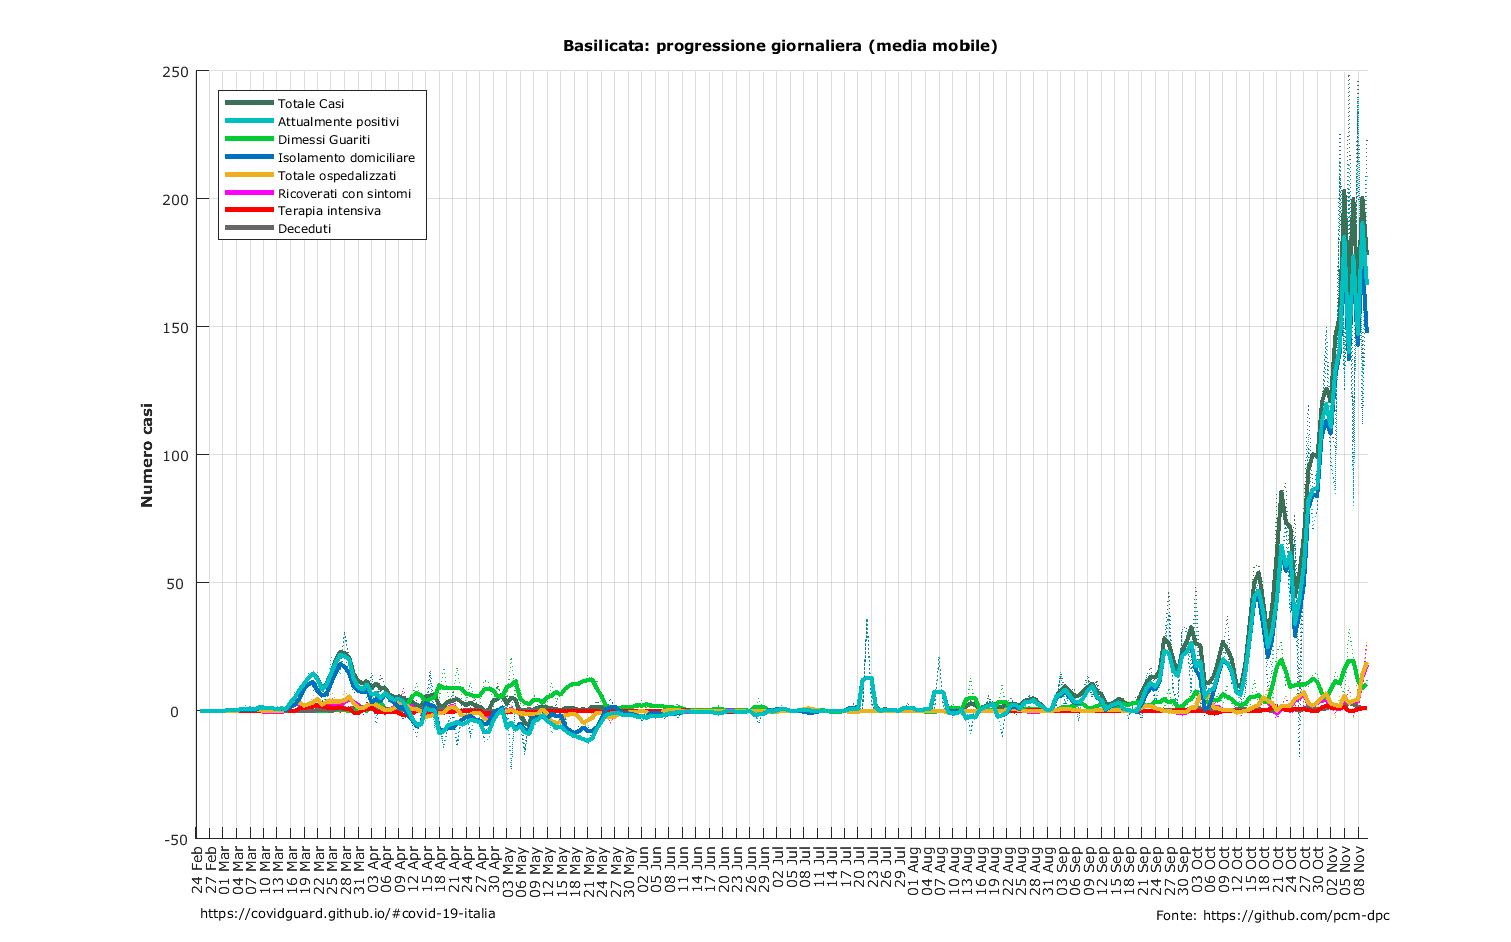 Basilicata: progressione giornaliera (media mobile)
Numero casi
250
200
150
100
50
0
-50
Totale Casi
Attualmente positivi
Dimessi Guariti
Isolamento domiciliare
Totale ospedalizzati
Ricoverati con sintomi
Terapia intensiva
Deceduti
24 Feb
27 Feb
01 Mar
04 Mar
07 Mar
10 Mar
13 Mar
16 Mar
19 Mar
22 Mar
25 Mar
28 Mar
31 Mar
03 Apr
06 Apr
09 Apr
12 Apr
15 Apr
18 Apr
21 Apr
24 Apr
27 Apr
30 Apr
03 May
06 May
09 May
12 May
15 May
18 May
21 May
24 May
27 May
30 May
02 Jun
05 Jun
08 Jun
11 Jun
14 Jun
17 Jun
20 Jun
23 Jun
26 Jun
29 Jun
02 Jul
05 Jul
08 Jul
11 Jul
14 Jul
17 Jul
20 Jul
23 Jul
26 Jul
29 Jul
01 Aug
04 Aug
07 Aug
10 Aug
13 Aug
16 Aug
19 Aug
22 Aug
25 Aug
28 Aug
31 Aug
03 Sep
06 Sep
09 Sep
12 Sep
15 Sep
18 Sep
21 Sep
24 Sep
27 Sep
30 Sep
03 Oct
06 Oct
09 Oct
12 Oct
15 Oct
18 Oct
21 Oct
24 Oct
27 Oct
30 Oct
02 Nov
05 Nov
08 Nov
https://covidguard.github.io/#covid-19-italia
Fonte: https://github.com/pcm-dpc